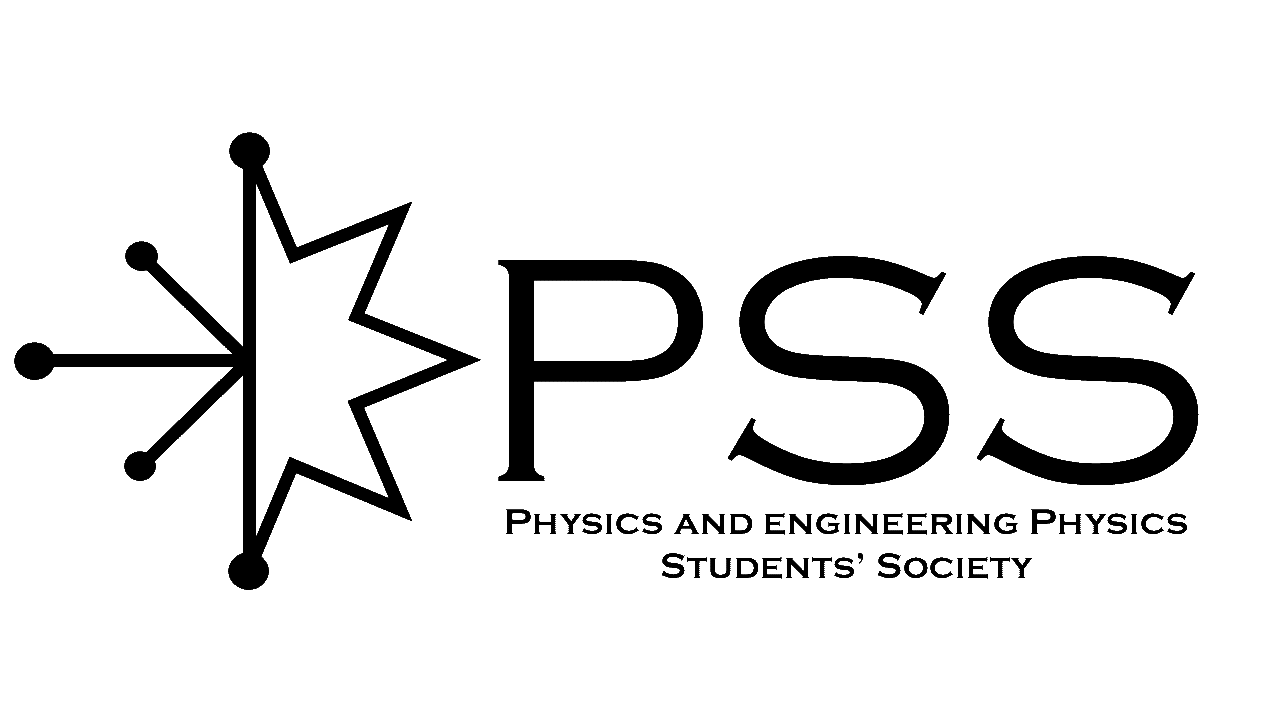 PSS
Physics and engineering Physics
Students’ Society